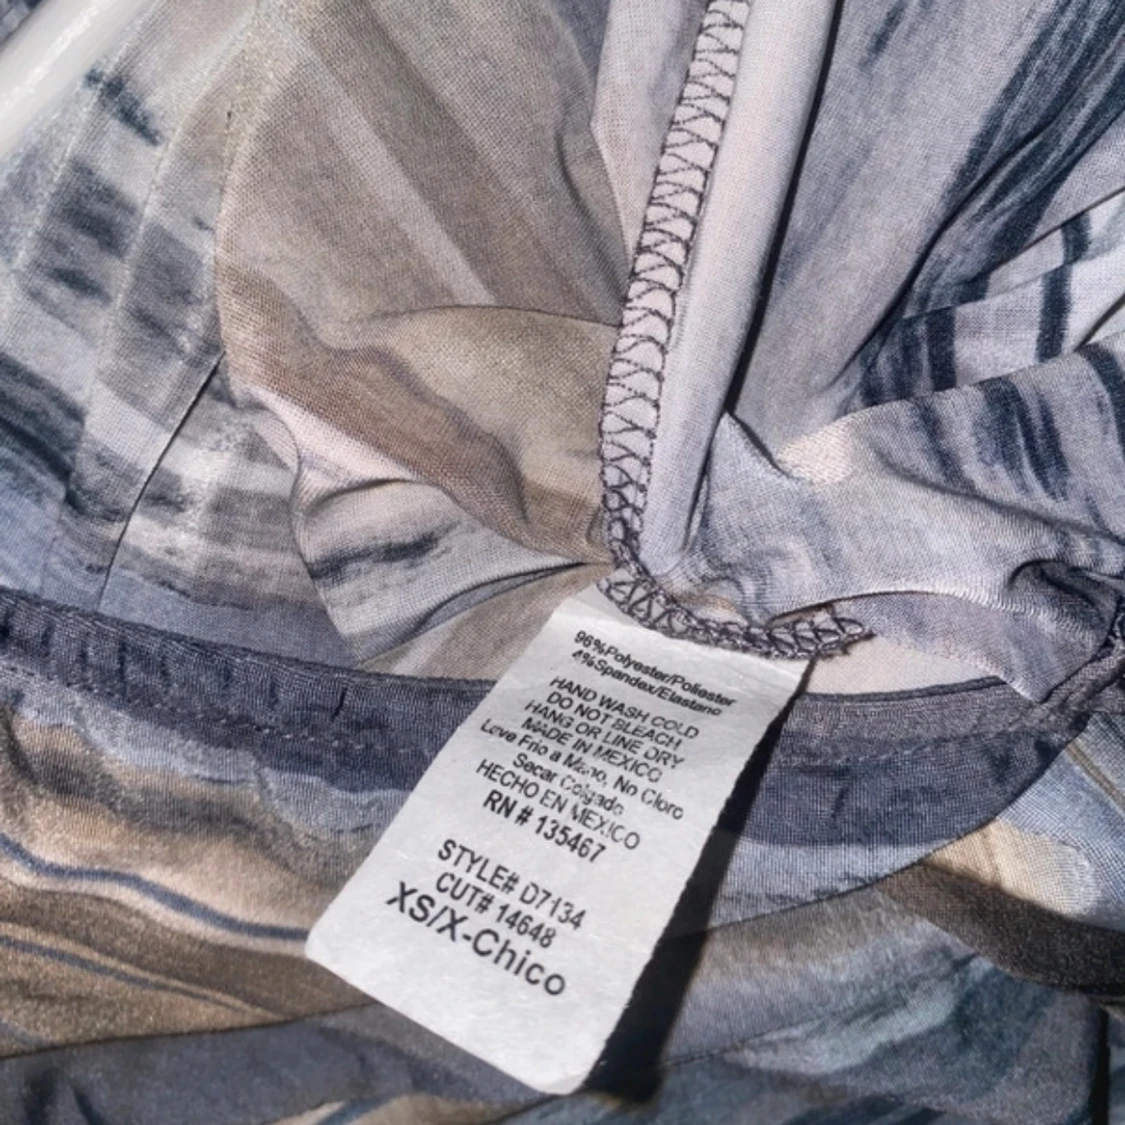 96%Polyester/Poliester
4%Spandex/Elastano
HAND WASH COLD
DO NOT BLEACH
HANG OR LINE DRY
MADE IN MEXICO
Lave Frio a Mano, No Cloro
Secar Colgado
HECHO EN MEXICO
RN # 135467
STYLE# D7134
CUT# 14648
XS/X-Chico